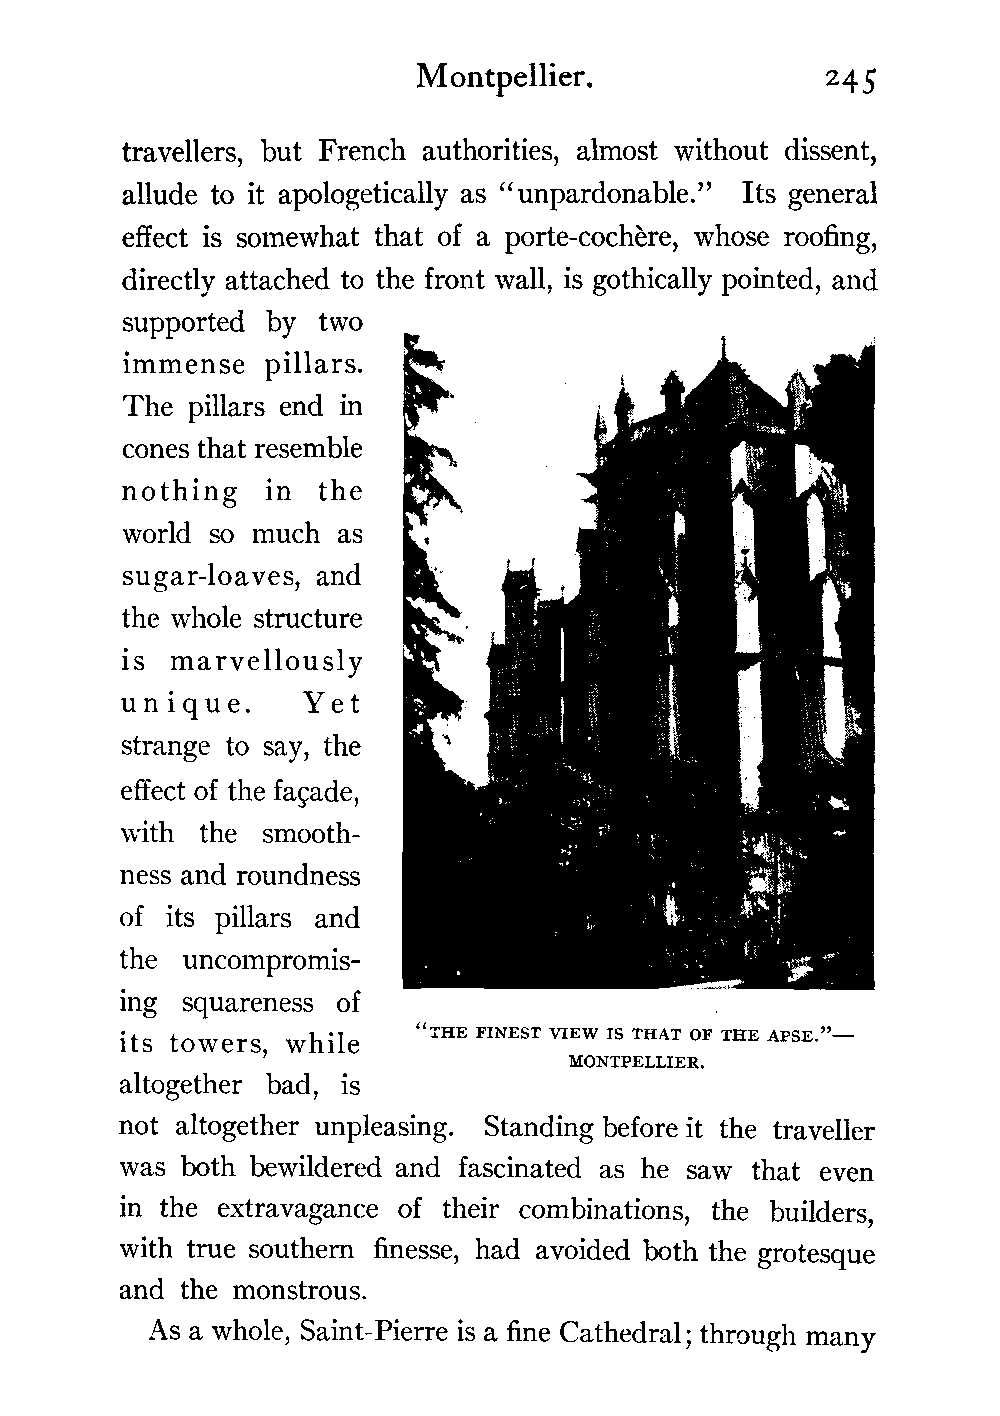 Montpellier. 245
travellers, but French authorities, almost without dissent,
allude to it apologetically as “unpardonable.” Its general
effect is somewhat that of a porte-cochère, whose roofing,
directly attached to the front wall, is gothically pointed, and
supported by two
immense pillars.
The pillars end in
cones that resemble
nothing in the
world so much as
sugar-loaves, and
the whole structure
is marvellously
unique. Yet
strange to say, the
effect of the façade,
with the smooth-
ness and roundness
of its pillars and
the uncompromis-
ing squareness of
its towers, while
altogether bad, is
“THE FINEST VIEW IS THAT OF THE APSE.”—
MONTPELLIER.
not altogether unpleasing. Standing before it the traveller
was both bewildered and fascinated as he saw that even
in the extravagance of their combinations, the builders,
with true southern finesse, had avoided both the grotesque
and the monstrous.
As a whole, Saint-Pierre is a fine Cathedral; through many